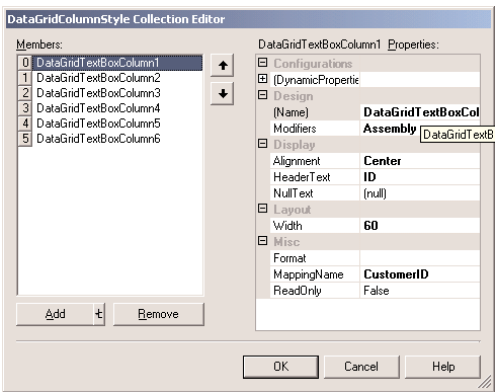 DataGridColumnStyle Collection Editor
Members:
0 DataGridTextBoxColumn1
1 DataGridTextBoxColumn2
2 DataGridTextBoxColumn3
3 DataGridTextBoxColumn4
4 DataGridTextBoxColumn5
5 DataGridTextBoxColumn6
Add
Remove
DataGridTextBoxColumn1 Properties:
Configurations
(DynamicPropertie
Design
(Name) DataGridTextBoxCol
Modifiers Assembly
DataGridTextB
Display
Alignment Center
HeaderText ID
NullText (null)
Layout
Width 60
Misc
Format
MappingName CustomerID
ReadOnly False
OK Cancel Help